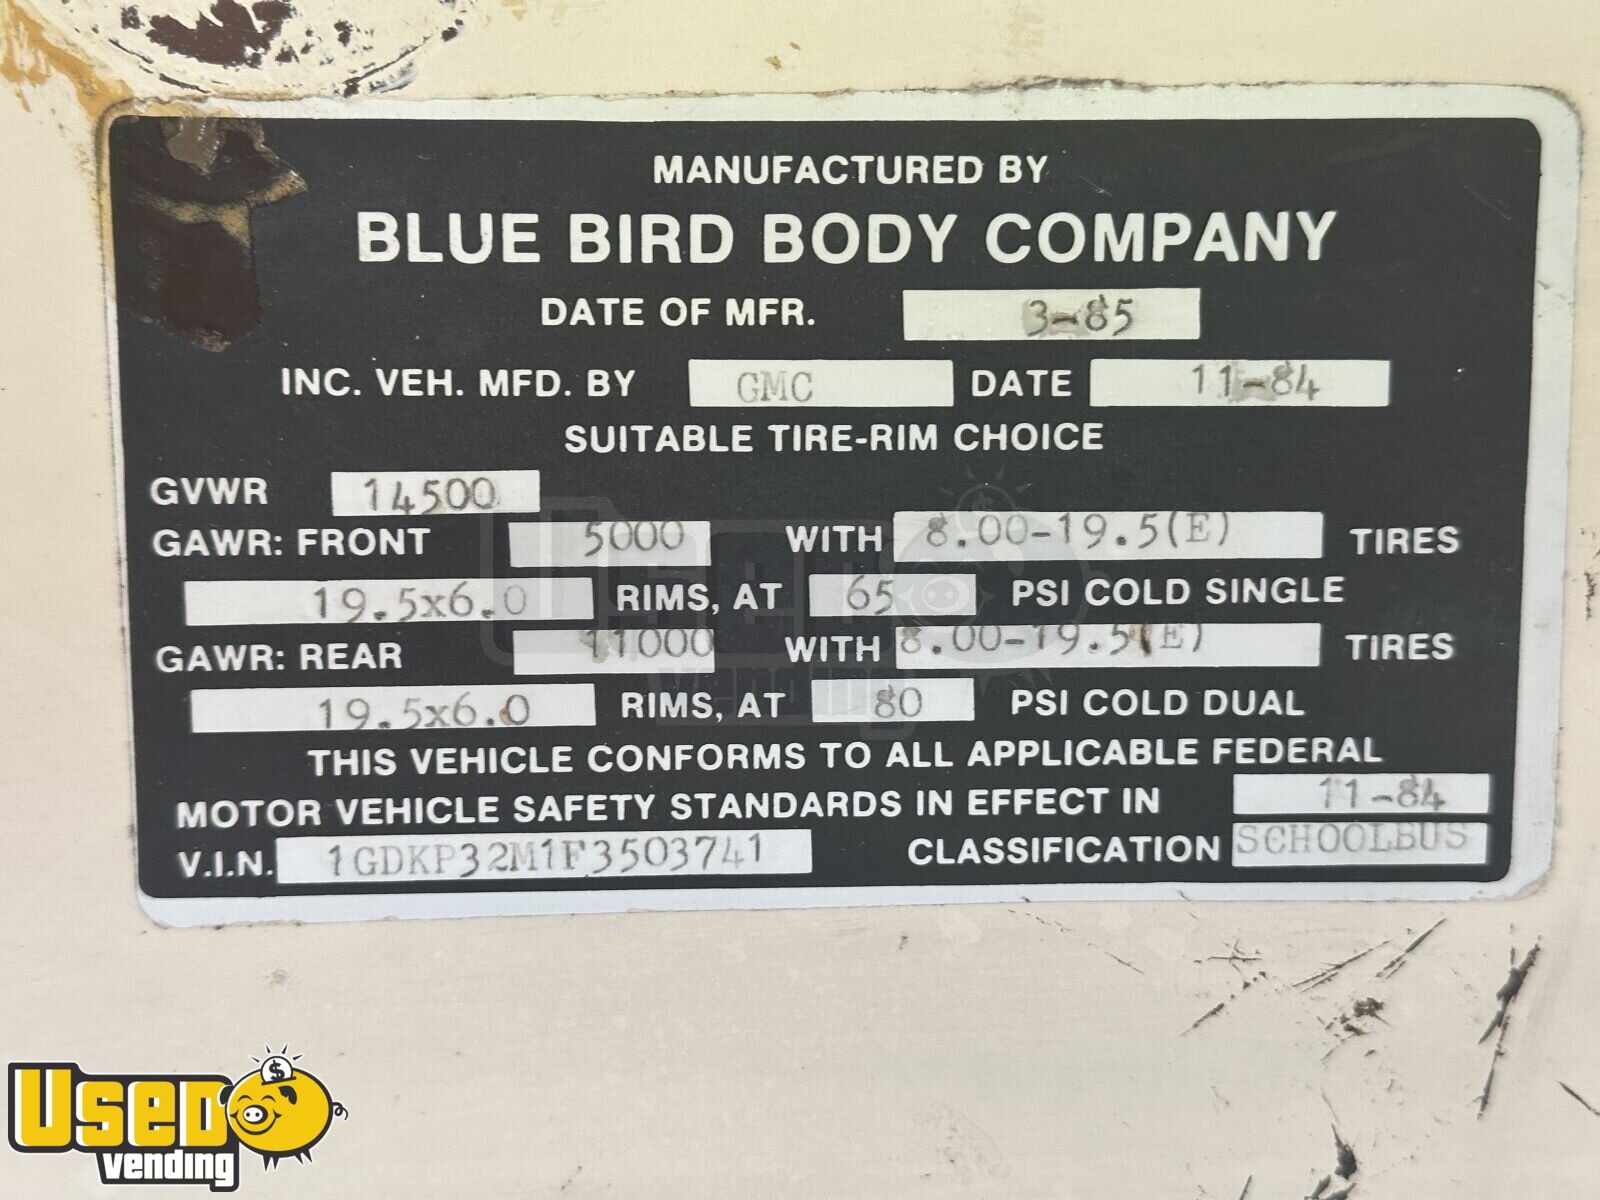 MANUFACTURED BY
BLUE BIRD BODY COMPANY
DATE OF MFR. 3-85
INC. VEH. MFD. BY GMC DATE 11-84
SUITABLE TIRE-RIM CHOICE
GVWR 14500
GAWR: FRONT 5000 WITH 8.00-19.5(E) TIRES
19.5x6.0 RIMS, AT 65 PSI COLD SINGLE
GAWR: REAR 11000 WITH 8.00-19.5(E) TIRES
19.5x6.0 RIMS, AT 80 PSI COLD DUAL
THIS VEHICLE CONFORMS TO ALL APPLICABLE FEDERAL
MOTOR VEHICLE SAFETY STANDARDS IN EFFECT IN 11-84
V.I.N. 1GDKP32M1F3503741 CLASSIFICATION SCHOOLBUS
Used
vending
Used
vending